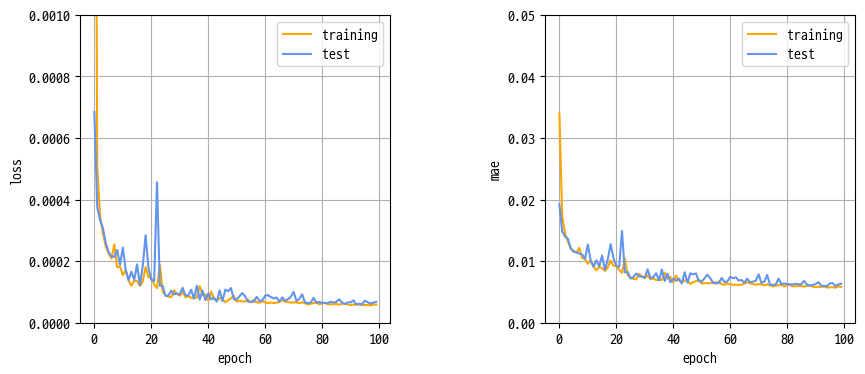 0.0010
0.0008
0.0006
0.0004
0.0002
0.0000
loss
0 20 40 60 80 100
epoch
training
test
0.05
0.04
0.03
0.02
0.01
0.00
mae
0 20 40 60 80 100
epoch
training
test